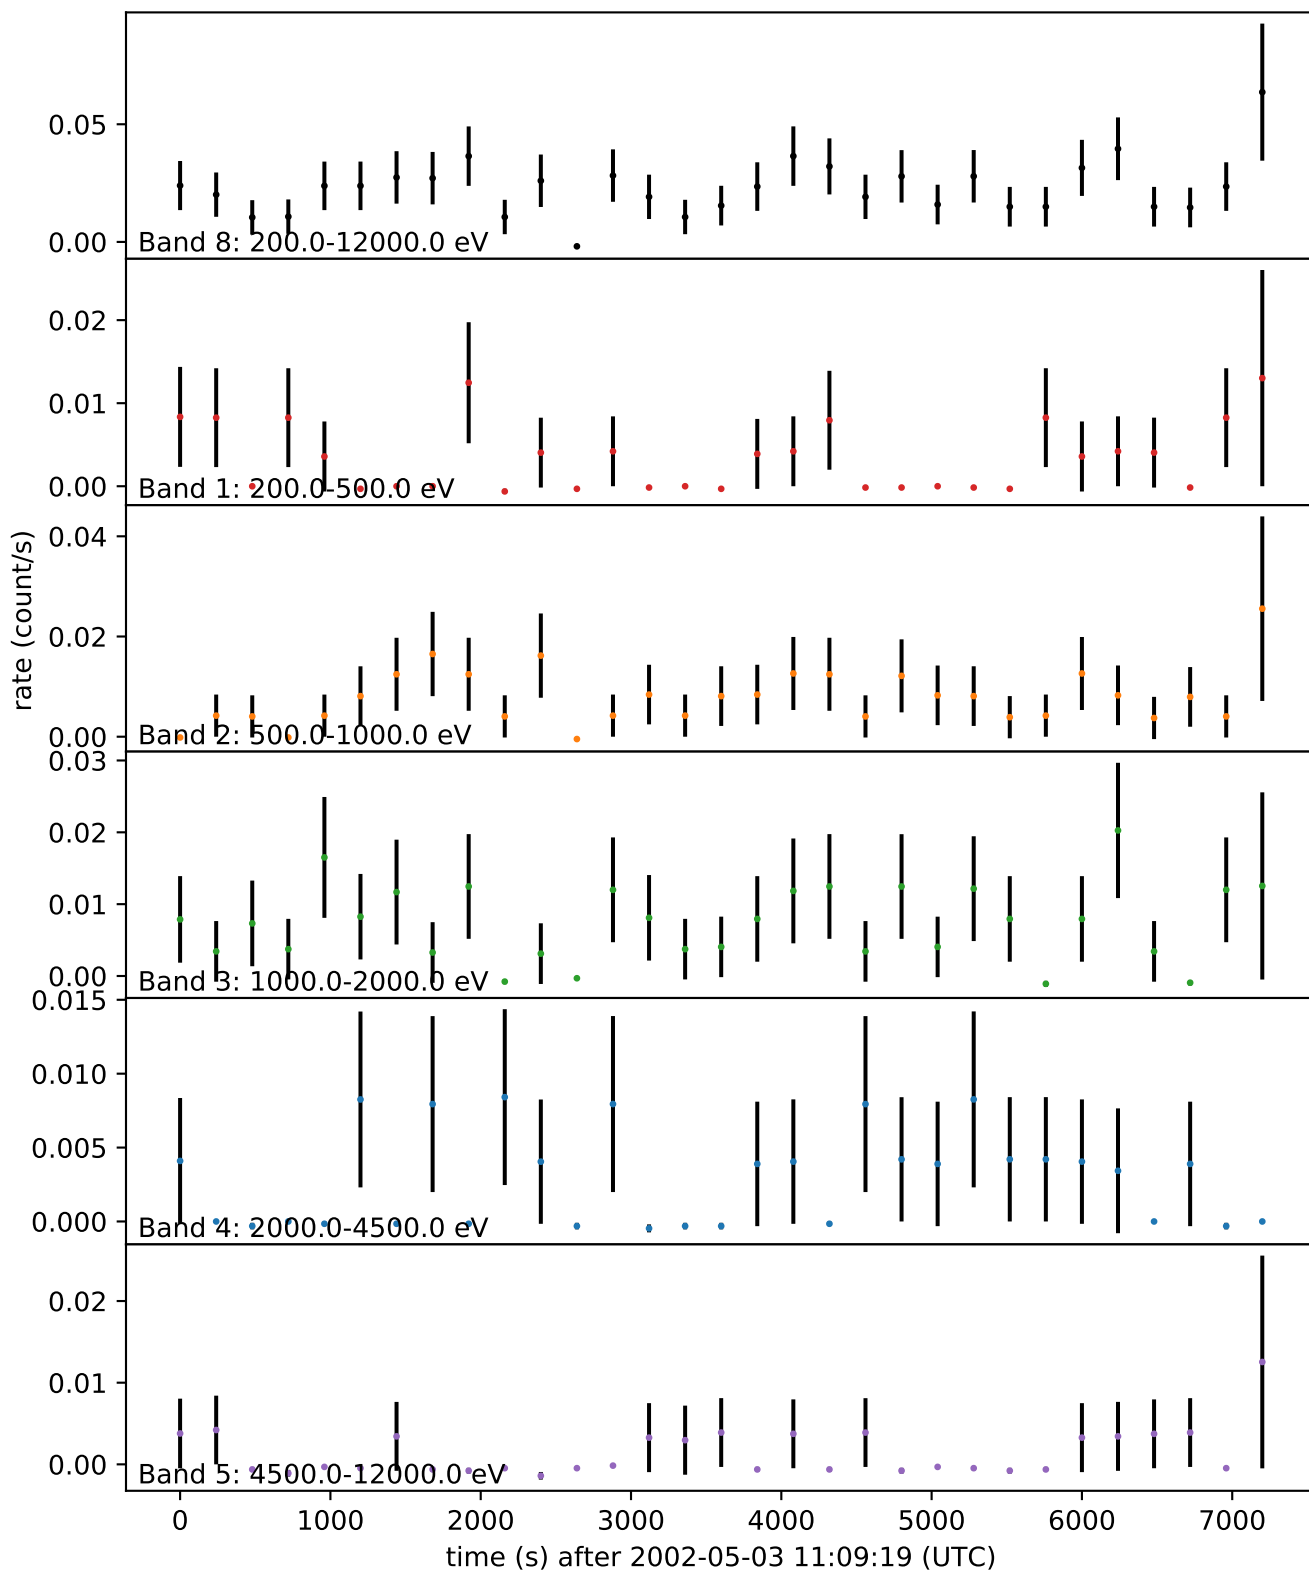 0.05
0.00
Band 8: 200.0-12000.0 eV
0.02
0.01
0.00
Band 1: 200.0-500.0 eV
rate (count/s)
0.04
0.02
0.00
Band 2: 500.0-1000.0 eV
0.03
0.02
0.01
0.00
Band 3: 1000.0-2000.0 eV
0.015
0.010
0.005
0.000
Band 4: 2000.0-4500.0 eV
0.02
0.01
0.00
Band 5: 4500.0-12000.0 eV
0 1000 2000 3000 4000 5000 6000 7000
time (s) after 2002-05-03 11:09:19 (UTC)